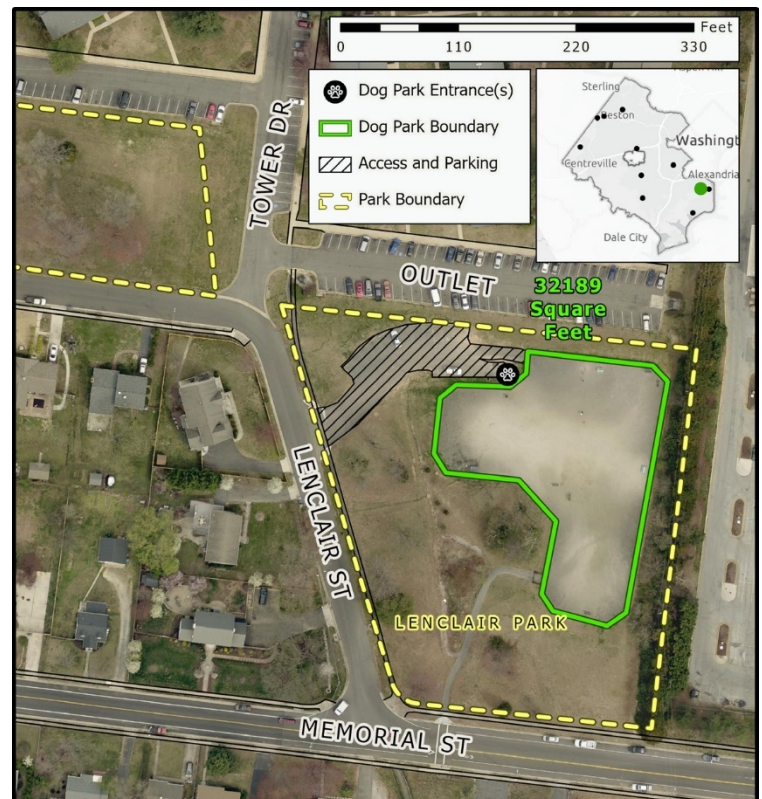 Feet
0 110 220 330
Dog Park Entrance(s)
Dog Park Boundary
Access and Parking
Park Boundary
Sterling
Reston
Washingt
Centreville
Alexandria
Dale City
TOWER DR
OUTLET
32189
Square
Feet
LENCLAIR ST
LENCLAIR PARK
MEMORIAL ST